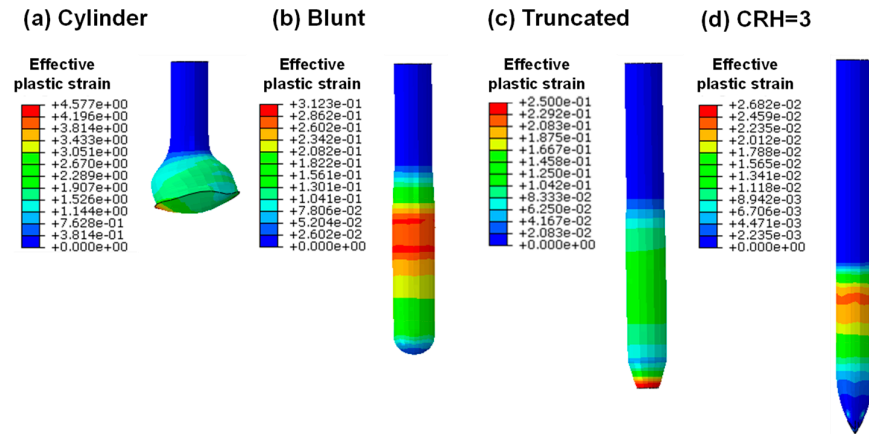 (a) Cylinder
Effective
plastic strain
+4.577e+00
+4.196e+00
+3.814e+00
+3.433e+00
+3.051e+00
+2.670e+00
+2.289e+00
+1.907e+00
+1.526e+00
+1.144e+00
+7.628e-01
+3.814e-01
+0.000e+00
(b) Blunt
Effective
plastic strain
+3.123e-01
+2.862e-01
+2.602e-01
+2.342e-01
+2.082e-01
+1.822e-01
+1.561e-01
+1.301e-01
+1.041e-01
+7.806e-02
+5.204e-02
+2.602e-02
+0.000e+00
(c) Truncated
Effective
plastic strain
+2.500e-01
+2.292e-01
+2.083e-01
+1.875e-01
+1.667e-01
+1.458e-01
+1.250e-01
+1.042e-01
+8.333e-02
+6.250e-02
+4.167e-02
+2.083e-02
+0.000e+00
(d) CRH=3
Effective
plastic strain
+2.682e-02
+2.459e-02
+2.235e-02
+2.012e-02
+1.788e-02
+1.565e-02
+1.341e-02
+1.118e-02
+8.942e-03
+6.706e-03
+4.471e-03
+2.235e-03
+0.000e+00